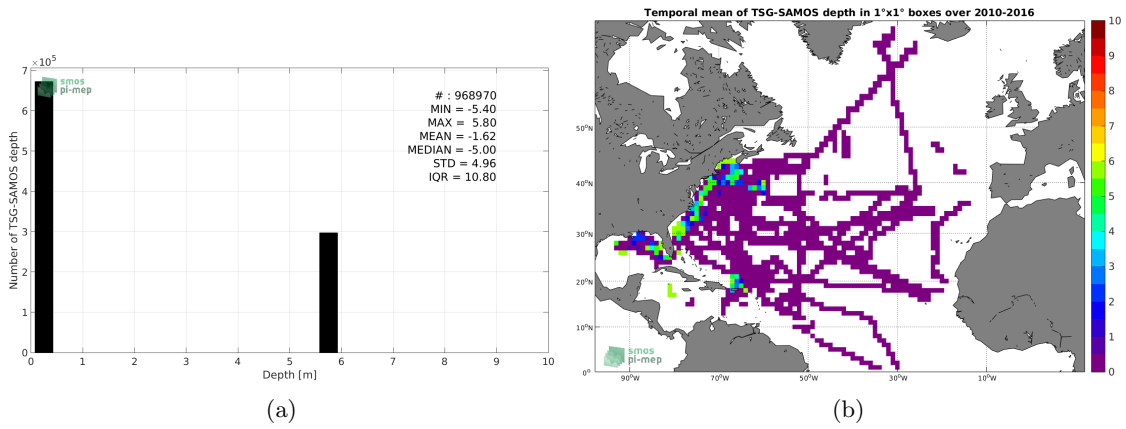 ×10⁵
7
6
5
4
3
2
1
0
Number of TSG-SAMOS depth
smos
pi-mep
# : 968970
MIN = -5.40
MAX = 5.80
MEAN = -1.62
MEDIAN = -5.00
STD = 4.96
IQR = 10.80
0 1 2 3 4 5 6 7 8 9 10
Depth [m]
(a)
Temporal mean of TSG-SAMOS depth in 1°x1° boxes over 2010-2016
50°N
40°N
30°N
20°N
10°N
0°
90°W 70°W 50°W 30°W 10°W
smos
pi-mep
10
9
8
7
6
5
4
3
2
1
0
(b)